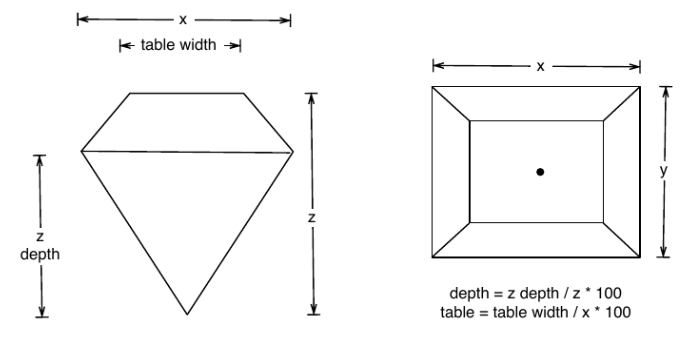 x
table width
z
depth
z
x
y
depth = z depth / z * 100
table = table width / x * 100